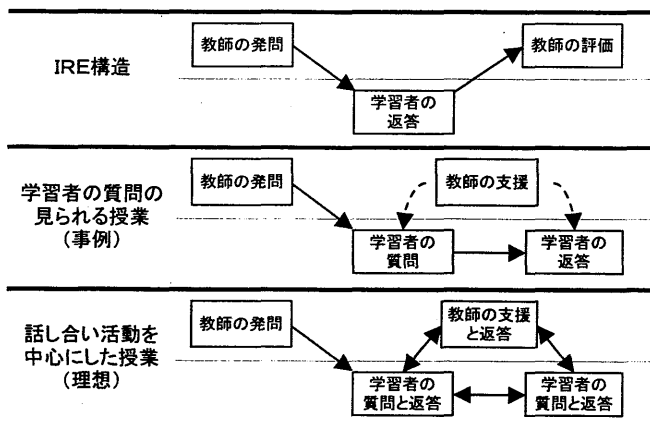 IRE構造
教師の発問
教師の評価
学習者の
返答
学習者の質問の
見られる授業
(事例)
教師の発問
教師の支援
学習者の
質問
学習者の
返答
話し合い活動を
中心にした授業
(理想)
教師の発問
教師の支援
と返答
学習者の
質問と返答
学習者の
質問と返答